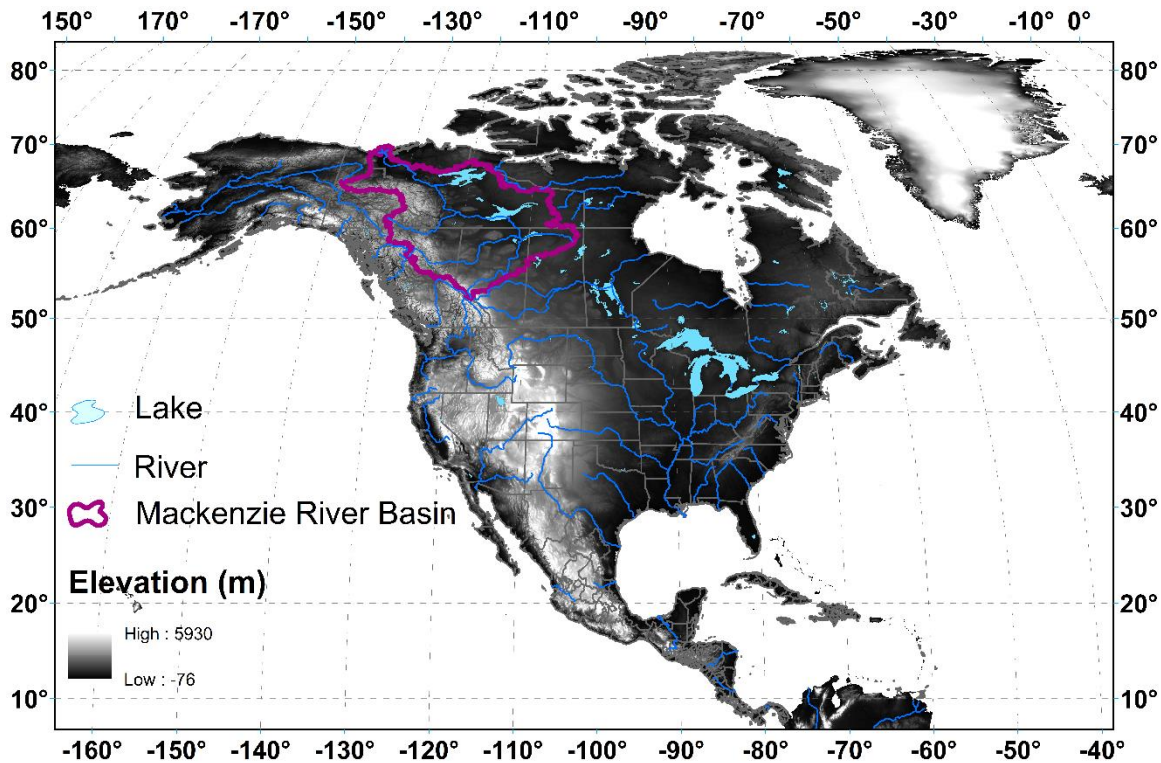 150° 170° -170° -150° -130° -110° -90° -70° -50° -30° -10° 0°
80° 80°
70° 70°
60° 60°
50° 50°
40° 40°
30° 30°
20° 20°
10° 10°
Lake
River
Mackenzie River Basin
Elevation (m)
High : 5930
Low : -76
-160° -150° -140° -130° -120° -110° -100° -90° -80° -70° -60° -50° -40°